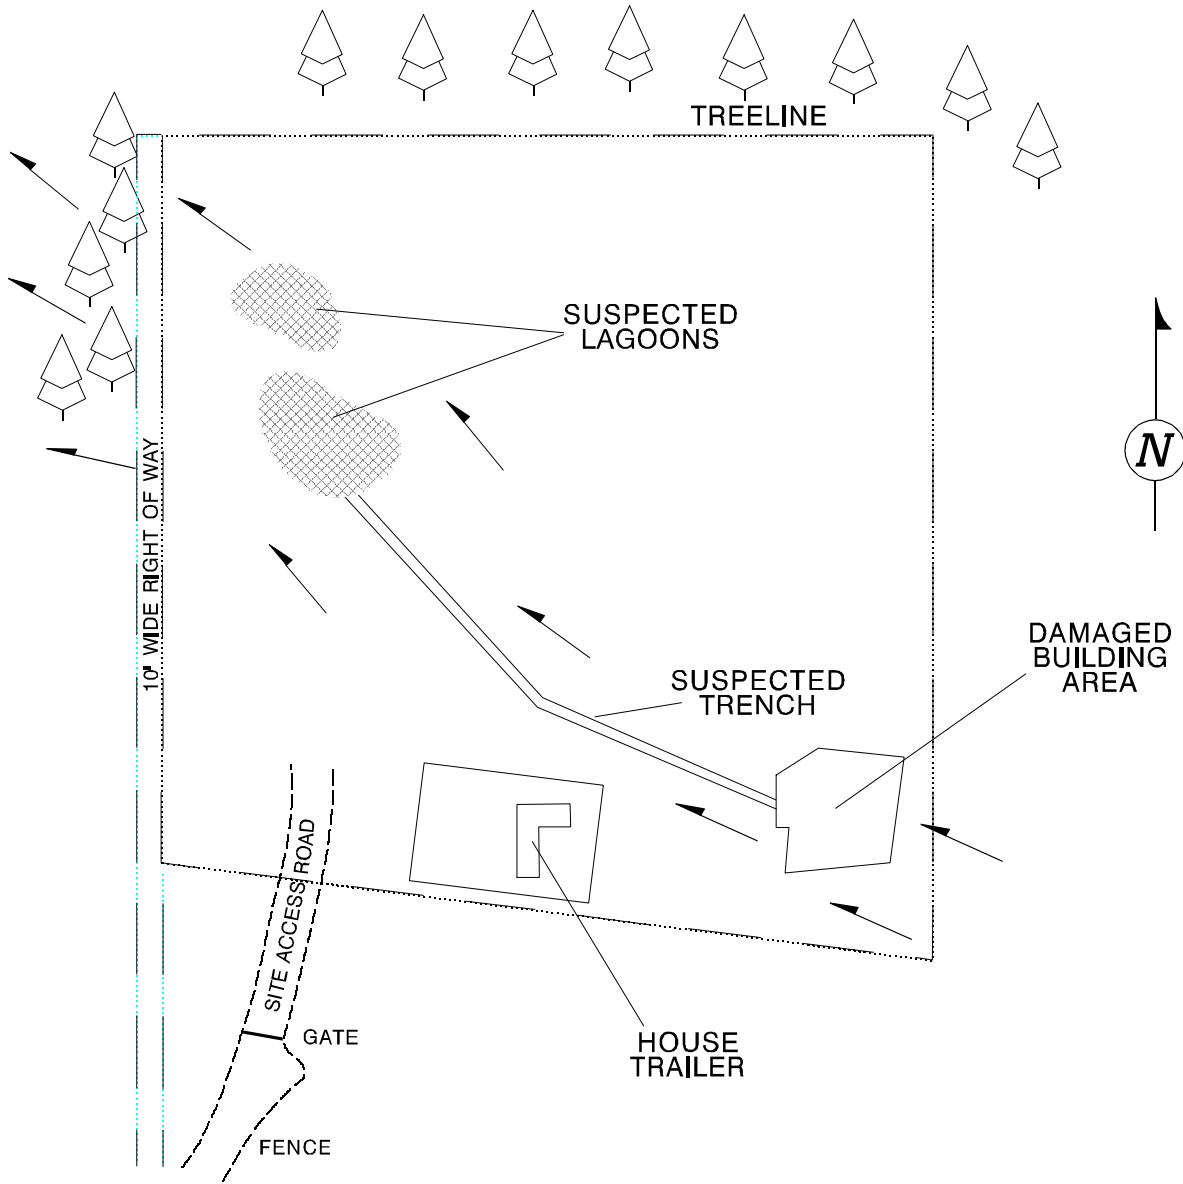 TREELINE
SUSPECTED
LAGOONS
N
10' WIDE RIGHT OF WAY
DAMAGED
BUILDING
AREA
SUSPECTED
TRENCH
SITE ACCESS ROAD
GATE
HOUSE
TRAILER
FENCE